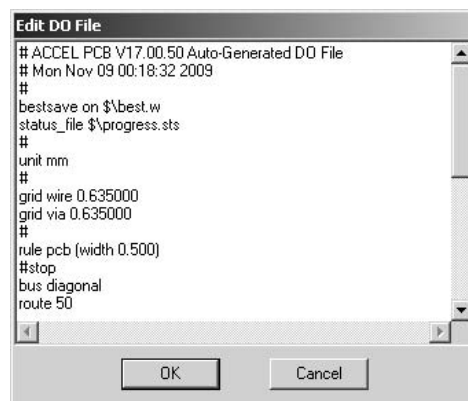 Edit DO File
# ACCEL PCB V17.00.50 Auto-Generated DO File
# Mon Nov 09 00:18:32 2009
#
bestsave on $\best.w
status_file $\progress.sts
#
unit mm
#
grid wire 0.635000
grid via 0.635000
#
rule pcb (width 0.500)
#stop
bus diagonal
route 50
OK
Cancel